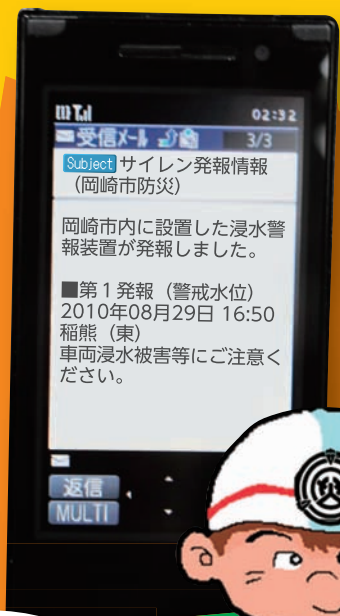 02:32
受信メール 3/3
Subject サイレン発報情報
（岡崎市防災）
岡崎市内に設置した浸水警
報装置が発報しました。
■第１発報（警戒水位）
2010年08月29日 16:50
稲熊（東）
車両浸水被害等にご注意く
ださい。
返信
MULTI